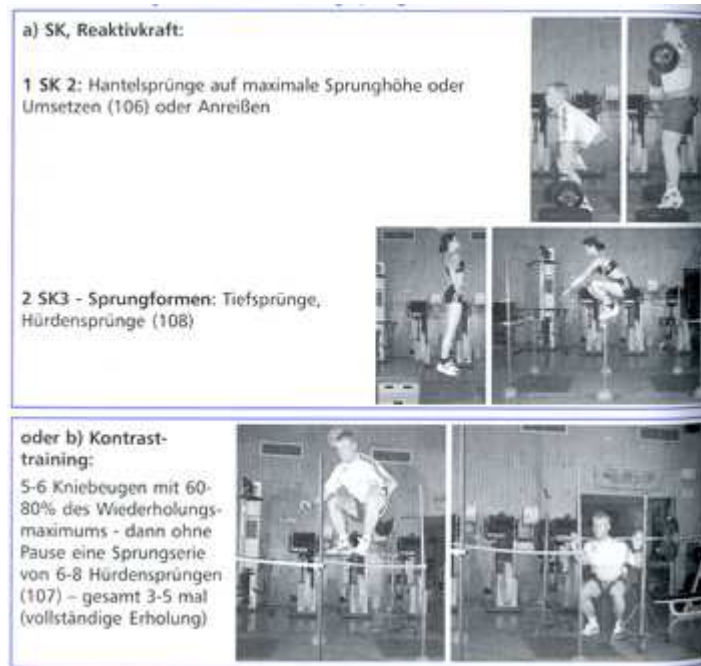 a) SK, Reaktivkraft:
1 SK 2: Hantelsprünge auf maximale Sprunghöhe oder
Umsetzen (106) oder Anreißen
2 SK3 - Sprungformen: Tiefsprünge,
Hürdensprünge (108)
oder b) Kontrast-
training:
5-6 Kniebeugen mit 60-
80% des Wiederholungs-
maximums - dann ohne
Pause eine Sprungserie
von 6-8 Hürdensprüngen
(107) – gesamt 3-5 mal
(vollständige Erholung)